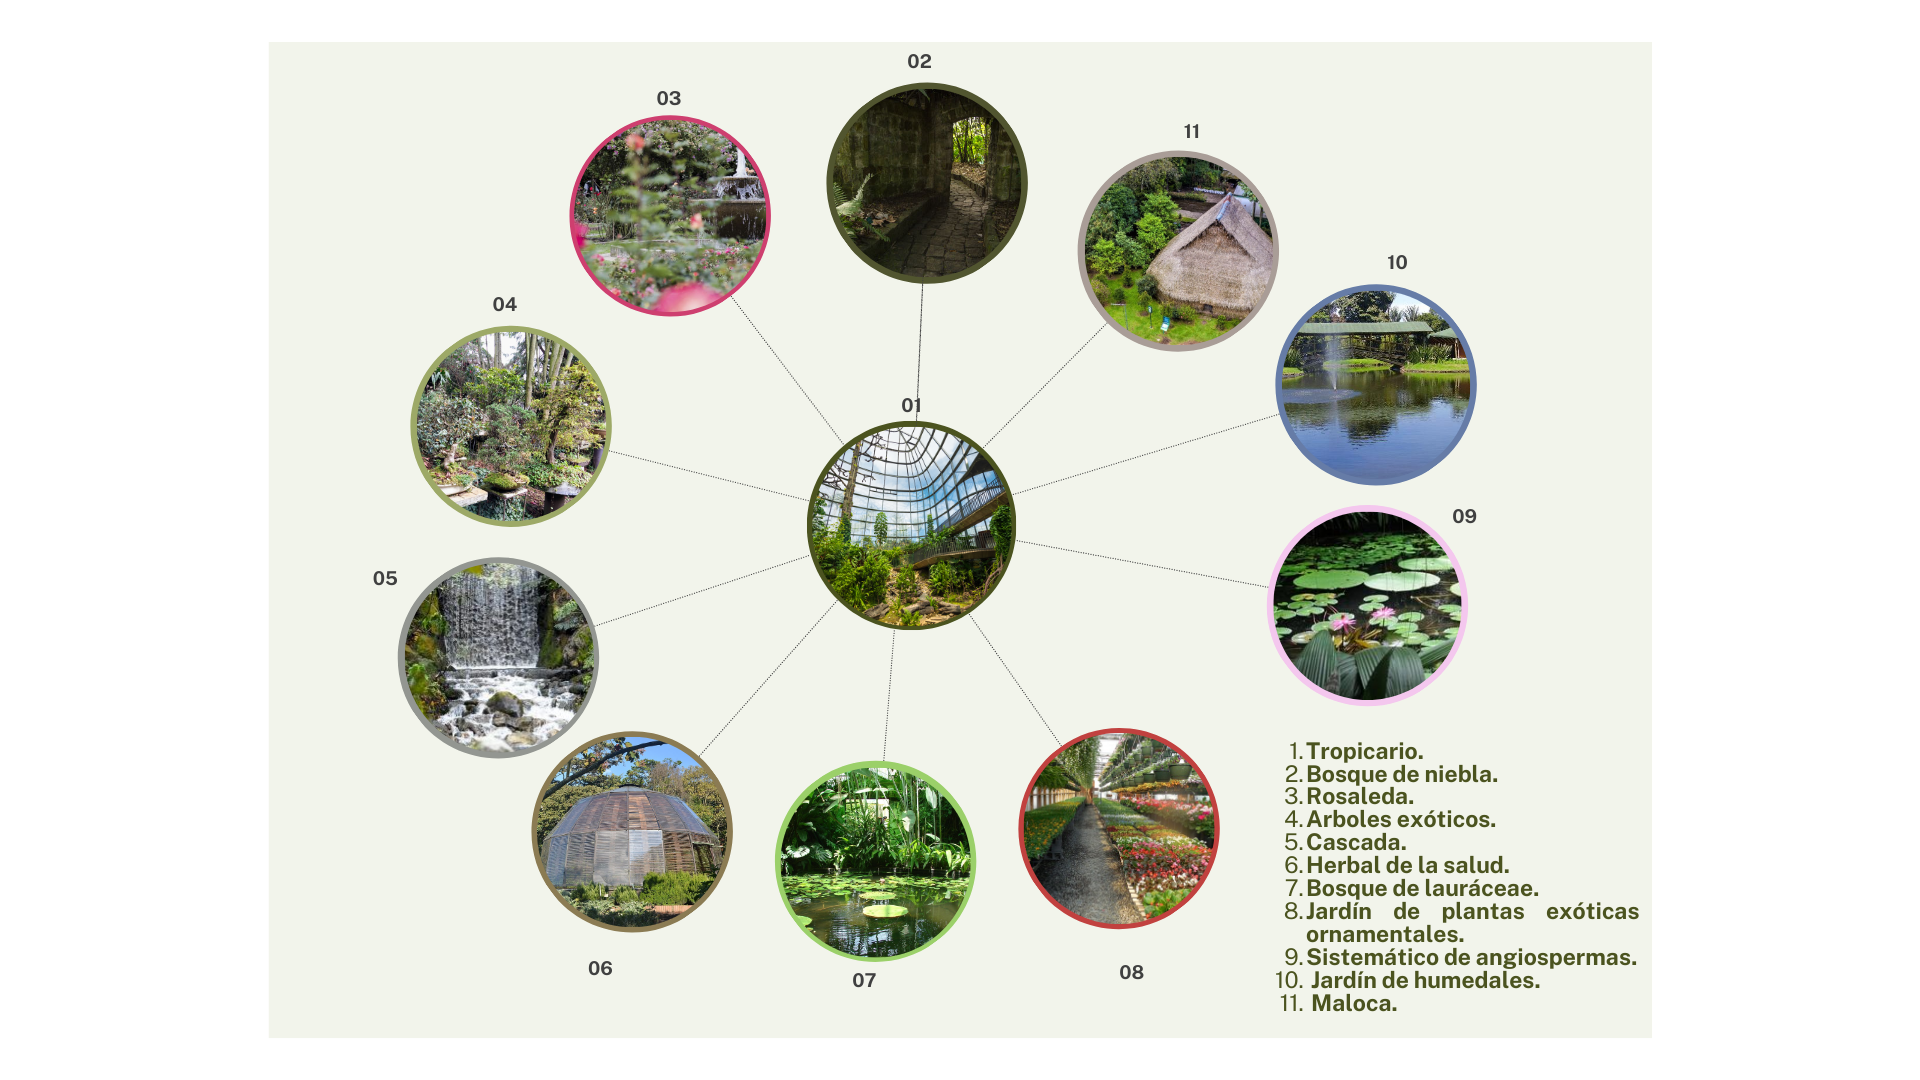 02
03
11
10
04
01
09
05
06
07
08
1. Tropicario.
2. Bosque de niebla.
3. Rosaleda.
4. Arboles exóticos.
5. Cascada.
6. Herbal de la salud.
7. Bosque de lauráceae.
8. Jardín de plantas exóticas
ornamentales.
9. Sistemático de angiospermas.
10. Jardín de humedales.
11. Maloca.